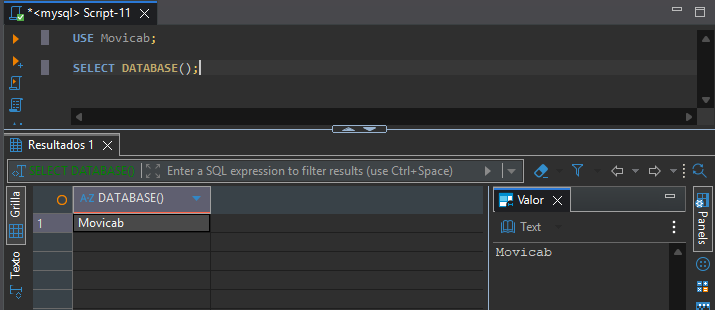 *<mysql> Script-11
USE Movicab;
SELECT DATABASE();
Resultados 1
SELECT DATABASE()
Enter a SQL expression to filter results (use Ctrl+Space)
Grilla
Texto
A-Z DATABASE()
1
Movicab
Valor
Text
Movicab
Panels